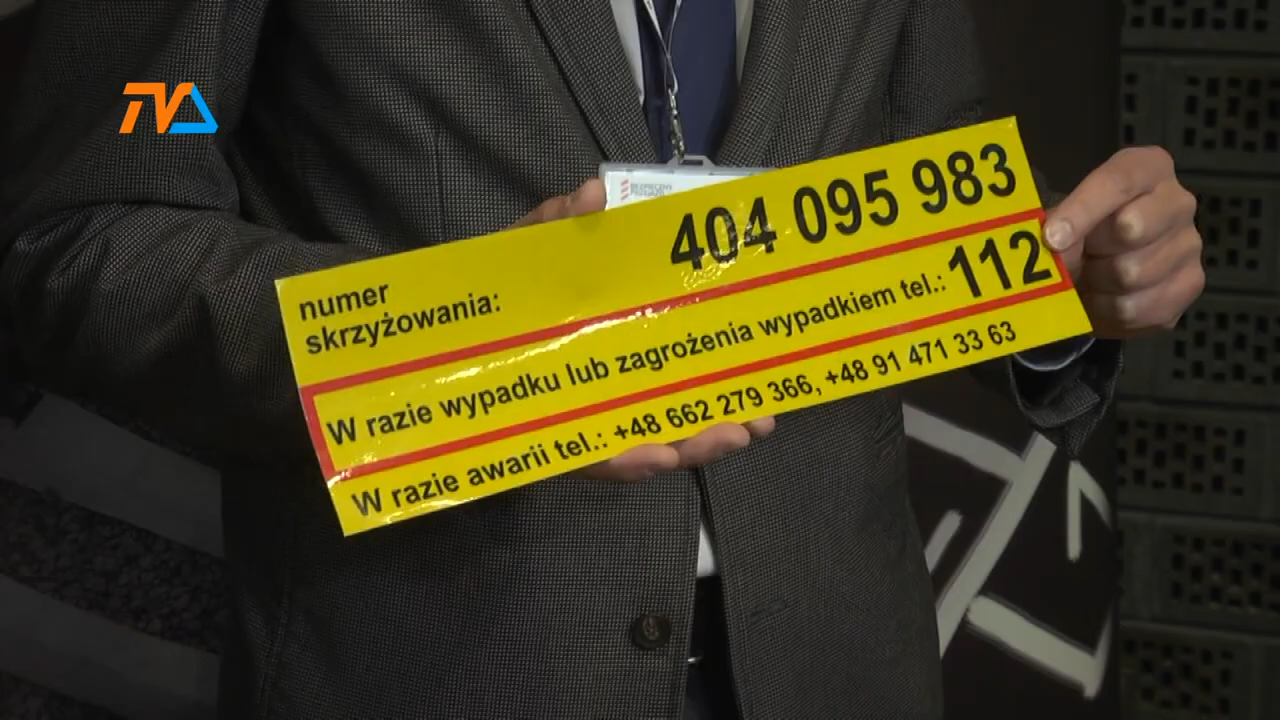 TVA
404 095 983
numer
skrzyżowania:
W razie wypadku lub zagrożenia wypadkiem tel.: 112
W razie awarii tel.: +48 662 279 366, +48 91 471 33 63